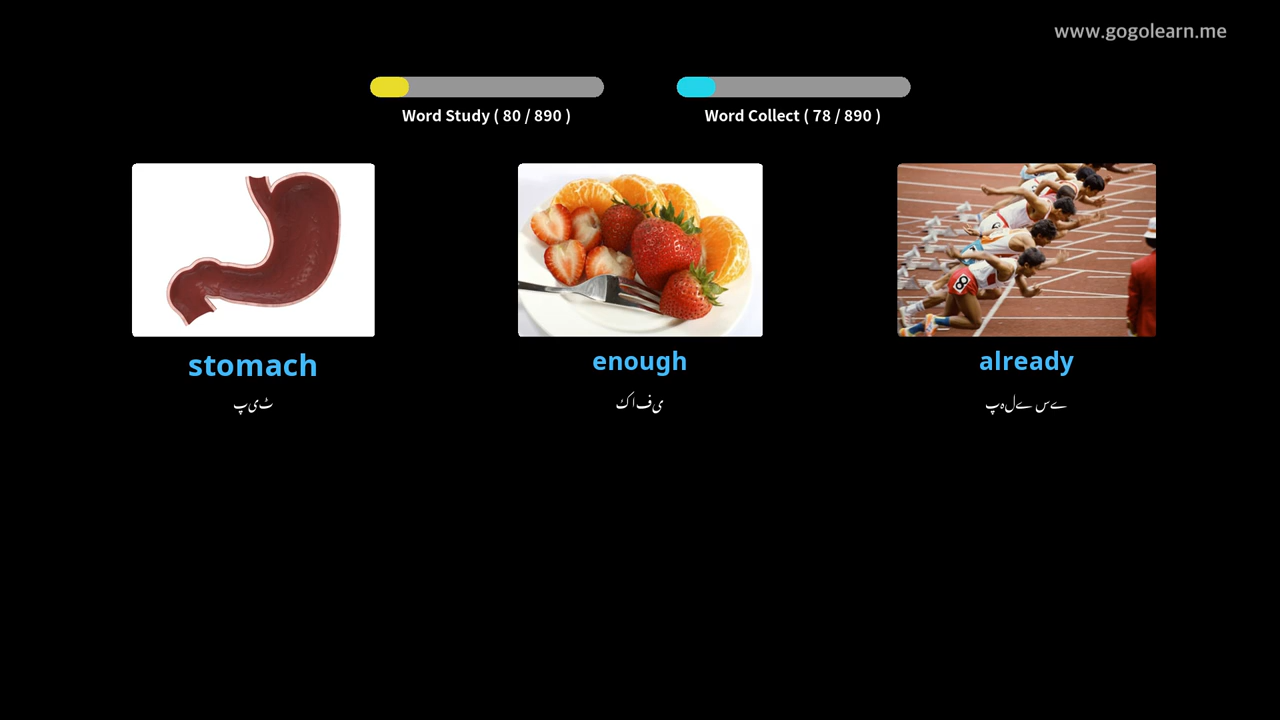 www.gogolearn.me
Word Study ( 80 / 890 )
Word Collect ( 78 / 890 )
stomach
پیٹ
enough
کافی
already
پہلے سے